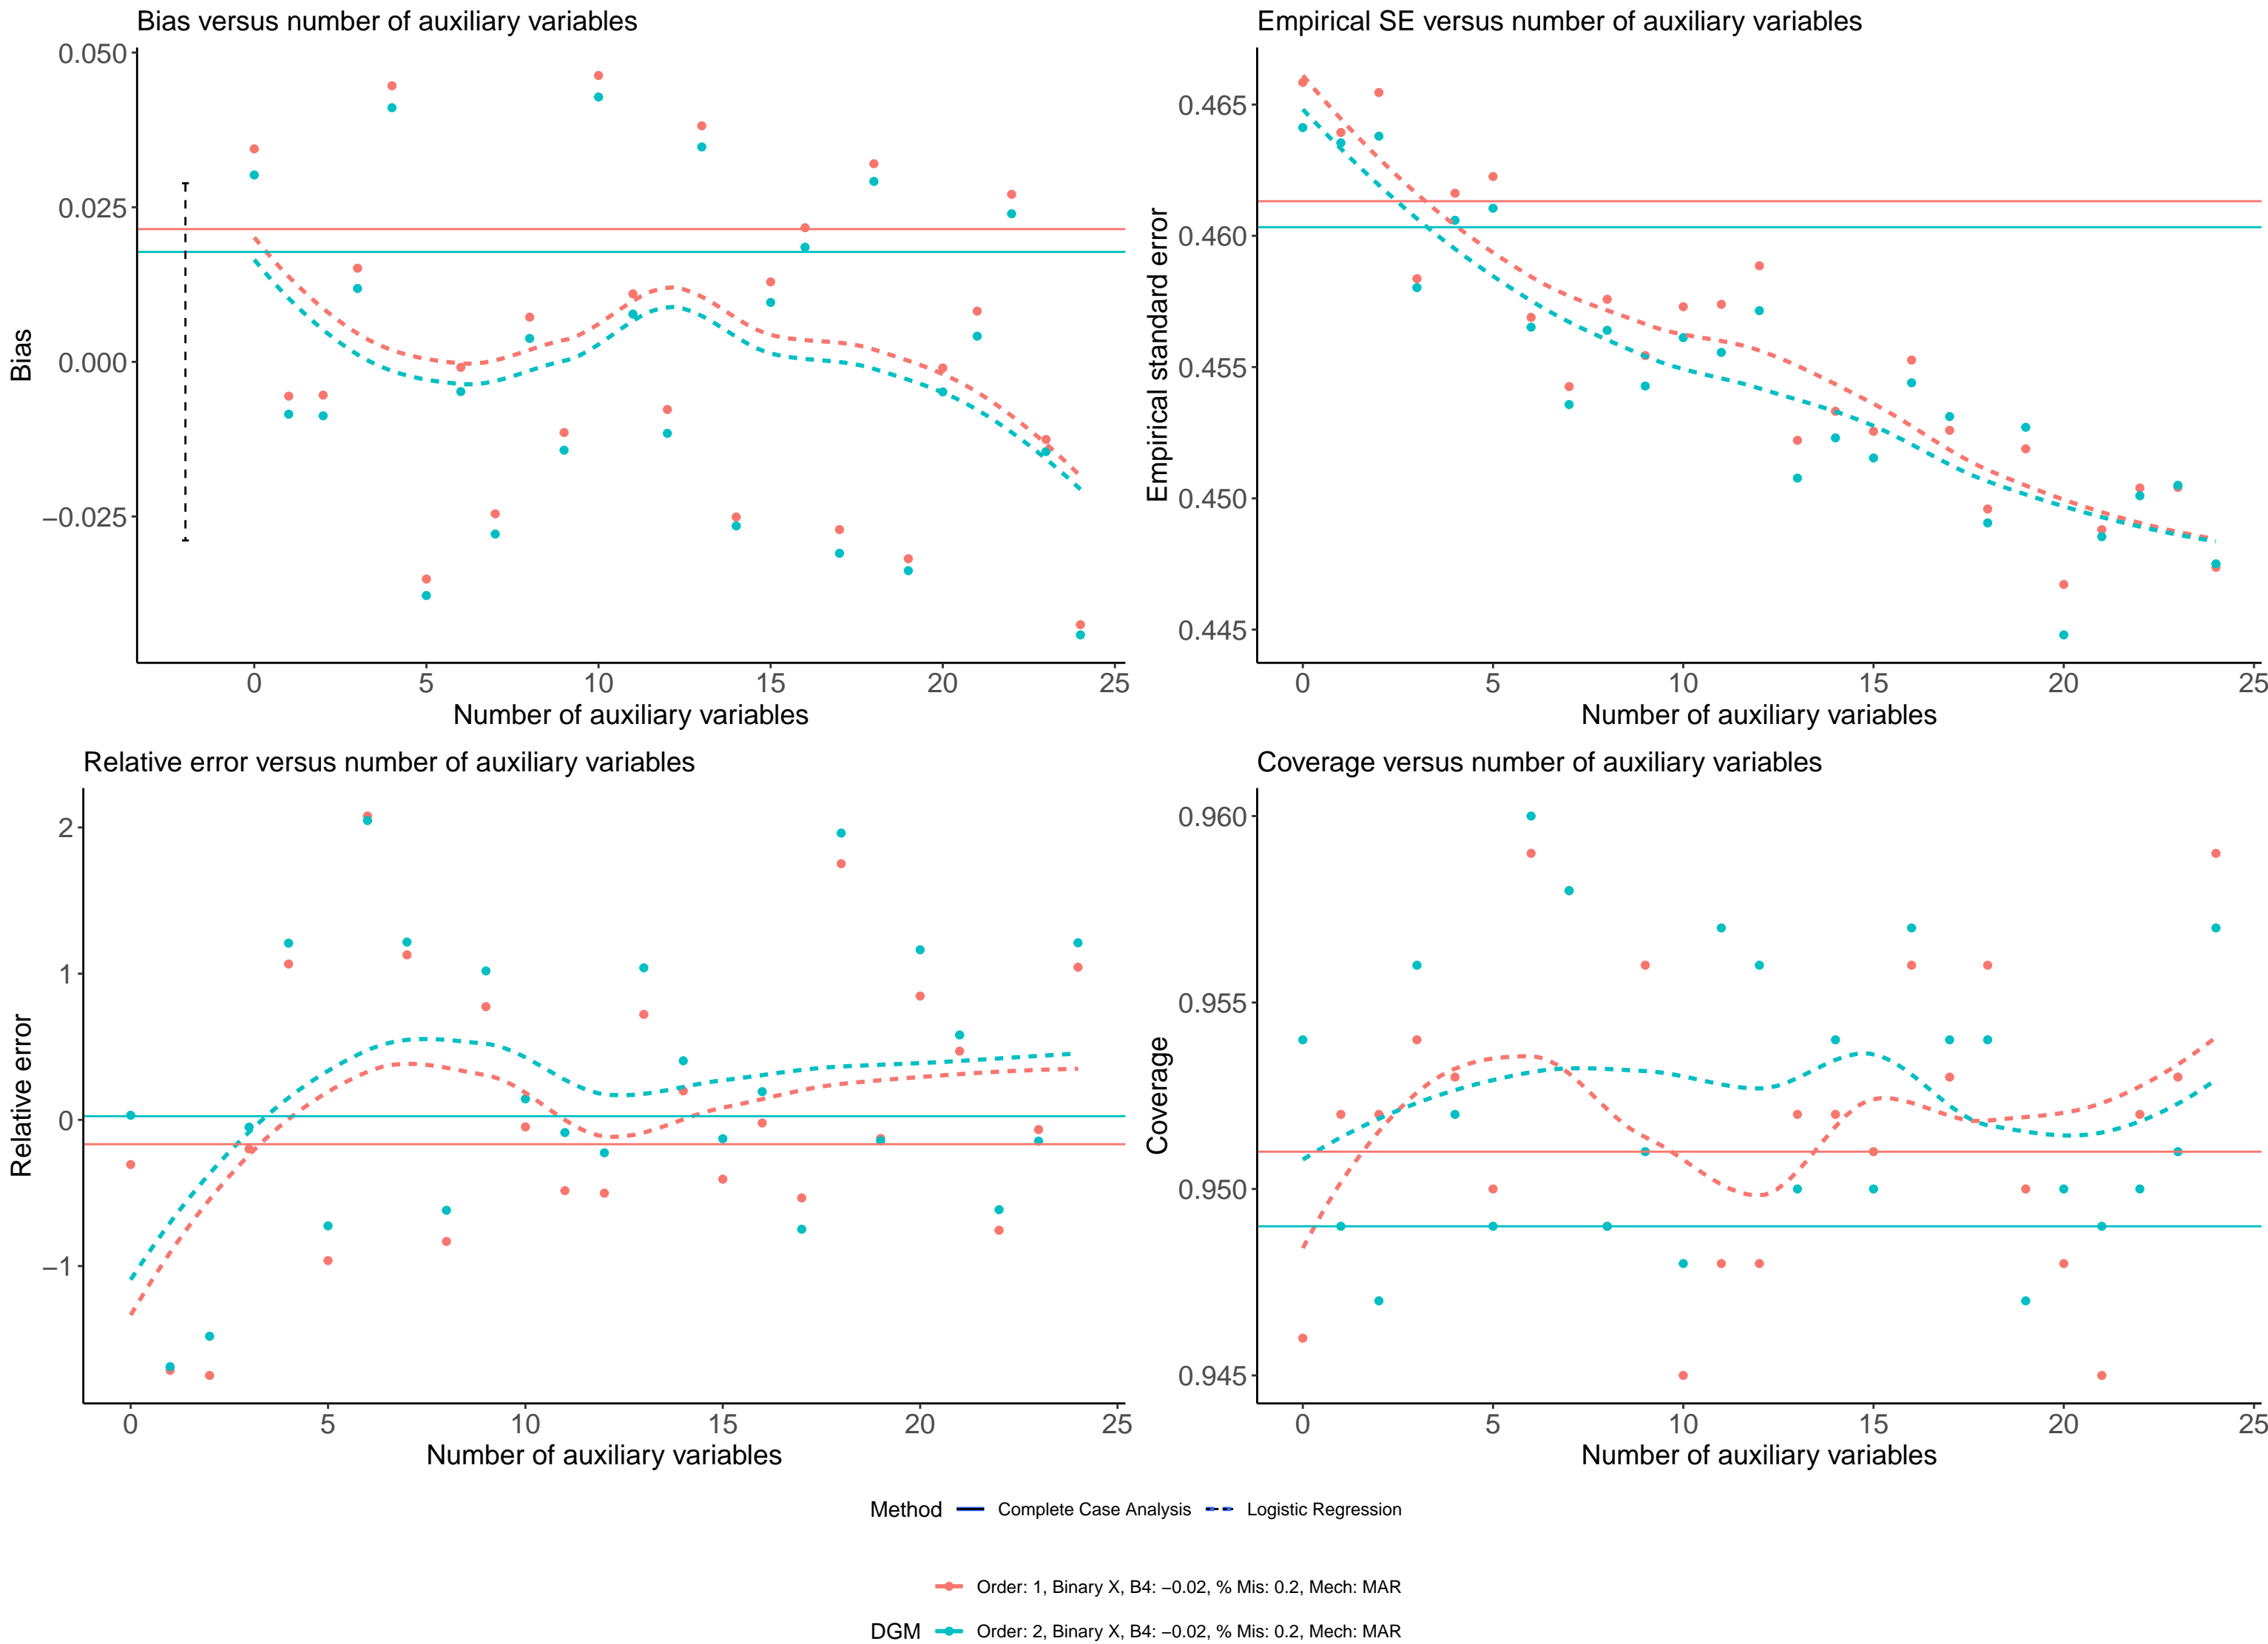 Bias versus number of auxiliary variables
0.050
0.025
0.000
−0.025
Bias
0 5 10 15 20 25
Number of auxiliary variables
Empirical SE versus number of auxiliary variables
0.465
0.460
0.455
0.450
0.445
Empirical standard error
0 5 10 15 20 25
Number of auxiliary variables
Relative error versus number of auxiliary variables
2
1
0
−1
Relative error
0 5 10 15 20 25
Number of auxiliary variables
Coverage versus number of auxiliary variables
0.960
0.955
0.950
0.945
Coverage
0 5 10 15 20 25
Number of auxiliary variables
Method Complete Case Analysis Logistic Regression
Order: 1, Binary X, B4: −0.02, % Mis: 0.2, Mech: MAR
DGM Order: 2, Binary X, B4: −0.02, % Mis: 0.2, Mech: MAR